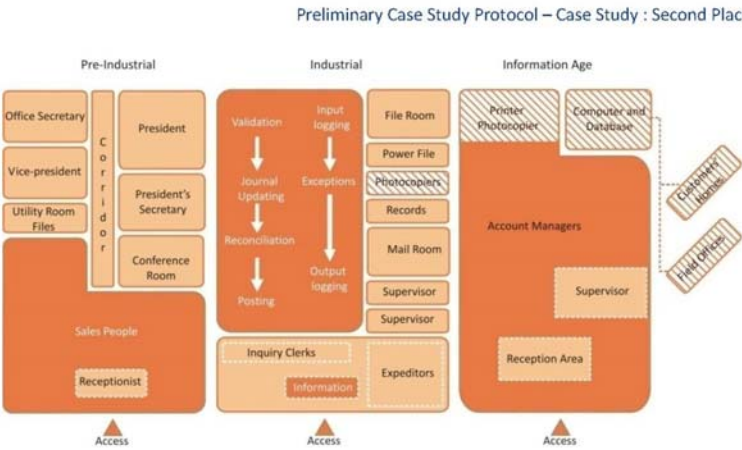 Preliminary Case Study Protocol – Case Study : Second Plac
Pre-Industrial
Industrial
Information Age
Office Secretary
Vice-president
Utility Room
Files
Corridor
President
President's
Secretary
Conference
Room
Sales People
Receptionist
Access
Validation
Journal
Updating
Reconciliation
Posting
Input
logging
Exceptions
Output
logging
File Room
Power File
Photocopiers
Records
Mail Room
Supervisor
Supervisor
Inquiry Clerks
Information
Expeditors
Access
Printer
Photocopier
Computer and
Database
Customers'
Homes
Field Offices
Account Managers
Supervisor
Reception Area
Access